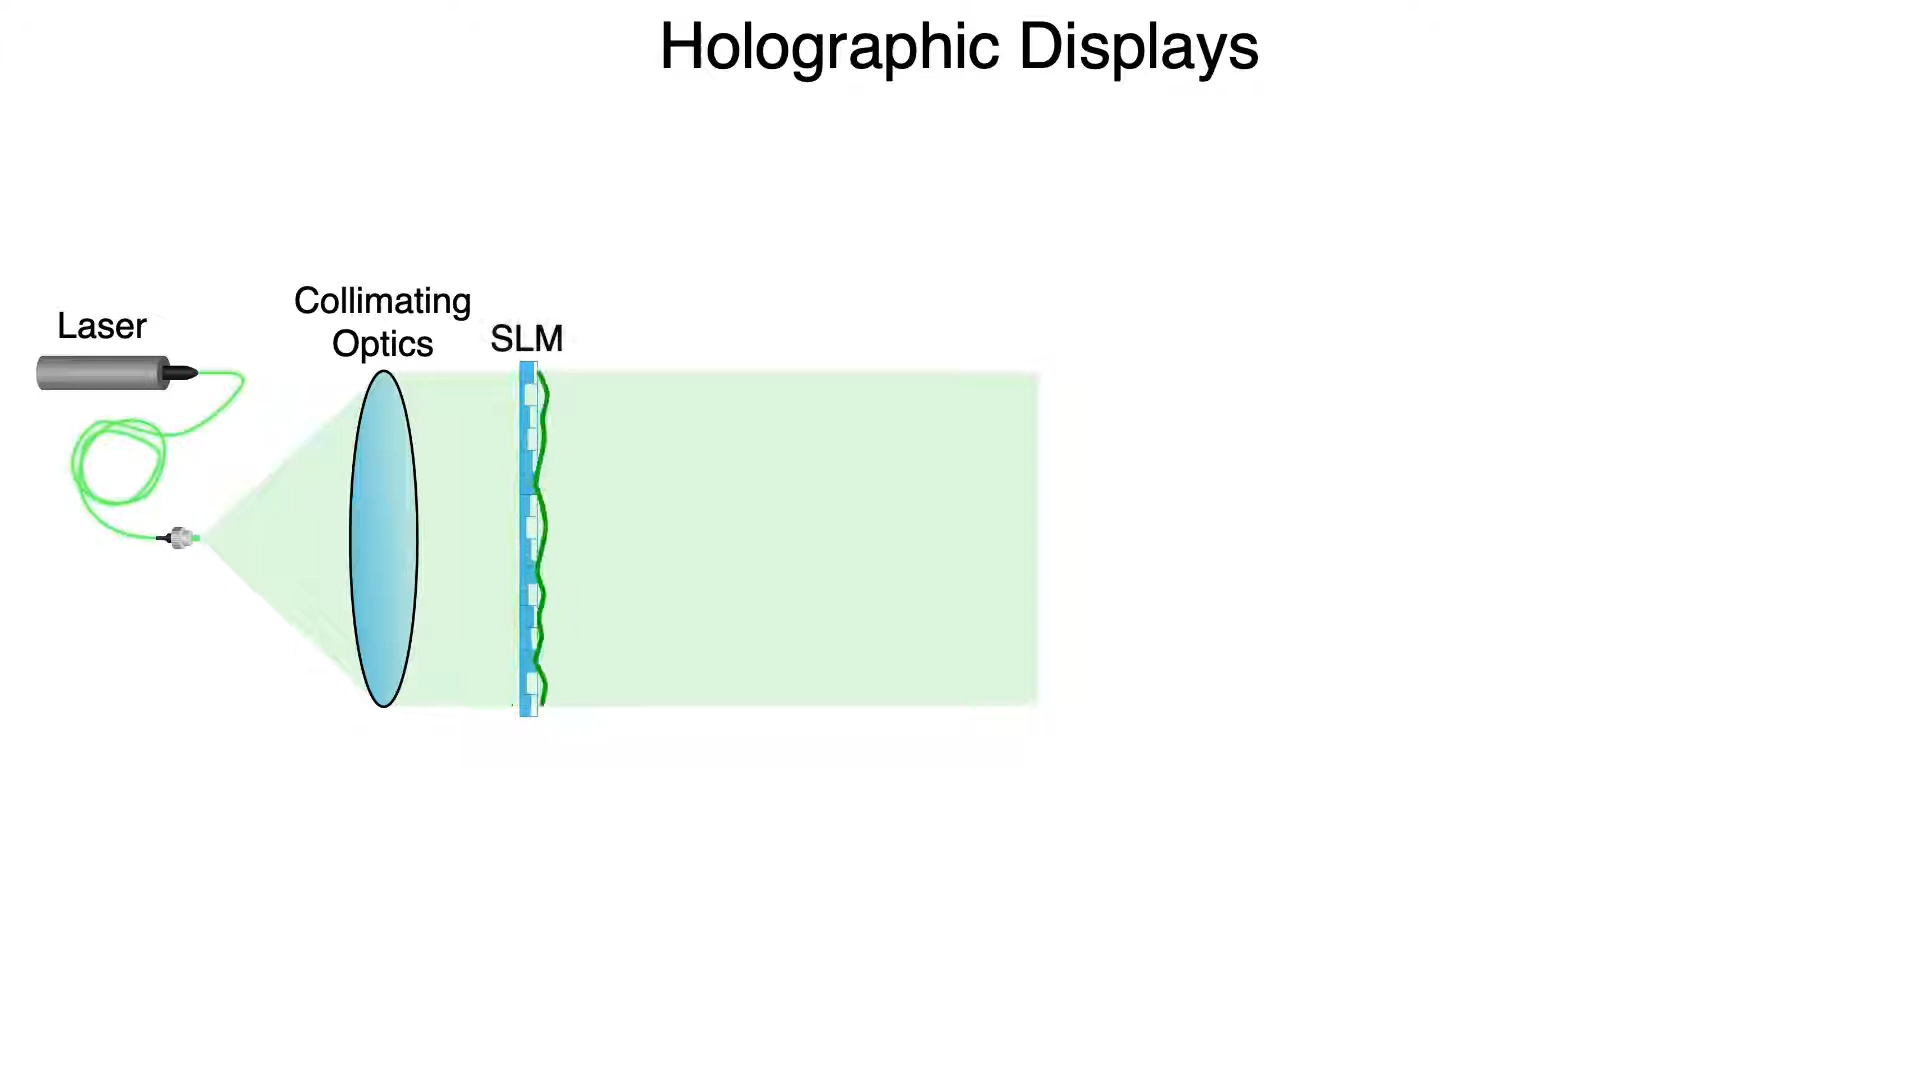 Holographic Displays
Laser
Collimating
Optics
SLM